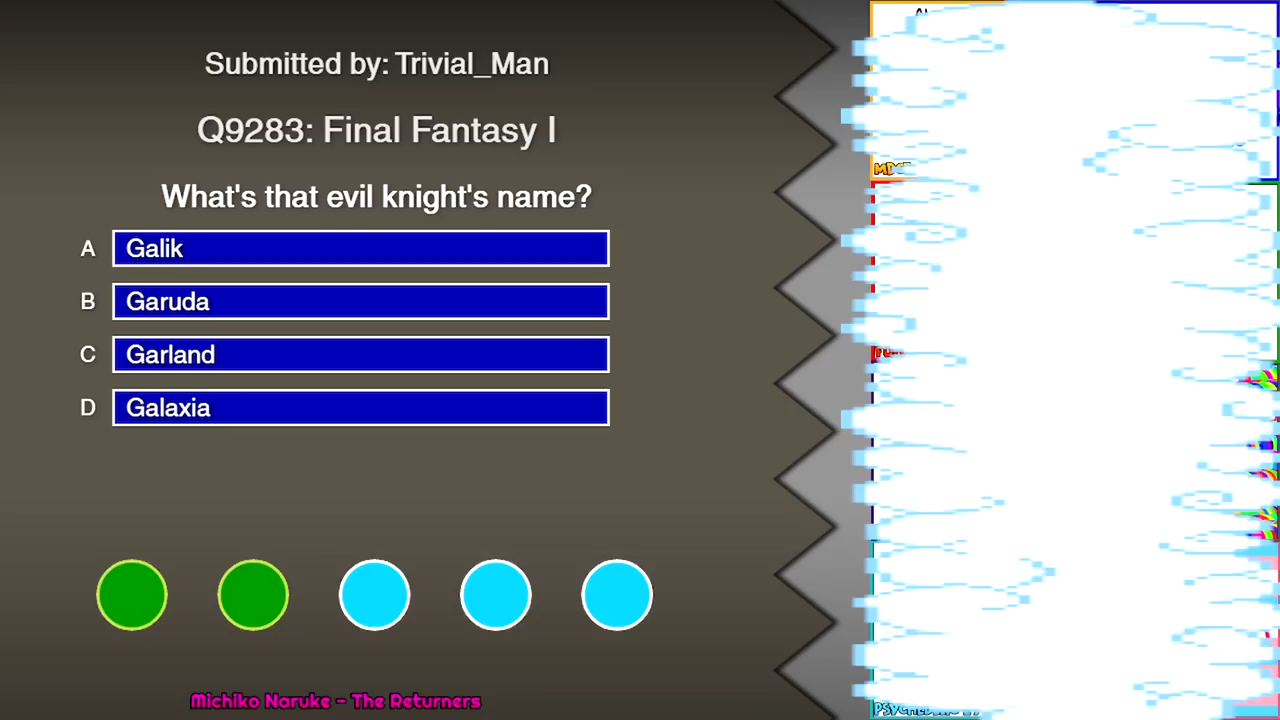 Submitted by: Trivial_Man
Q9283: Final Fantasy I
What's that evil knight's name?
A Galik
B Garuda
C Garland
D Galaxia
Michiko Naruke - The Returners